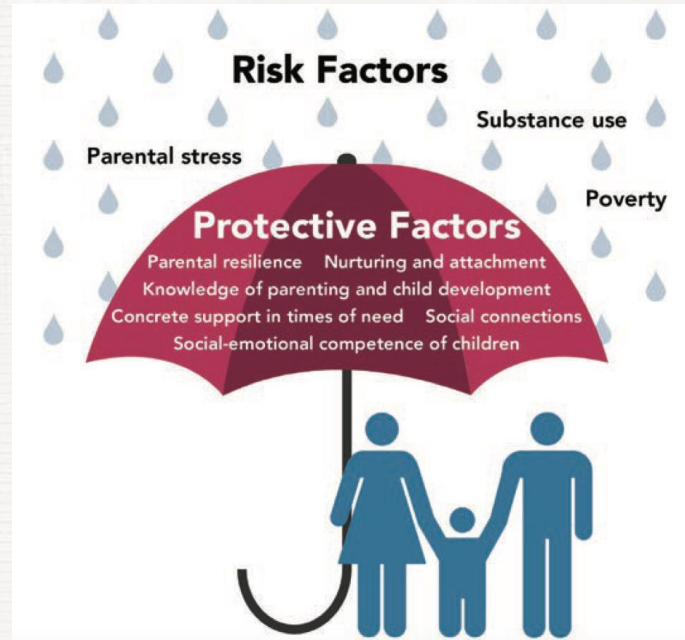 Risk Factors
Substance use
Parental stress
Poverty
Protective Factors
Parental resilience Nurturing and attachment
Knowledge of parenting and child development
Concrete support in times of need Social connections
Social-emotional competence of children